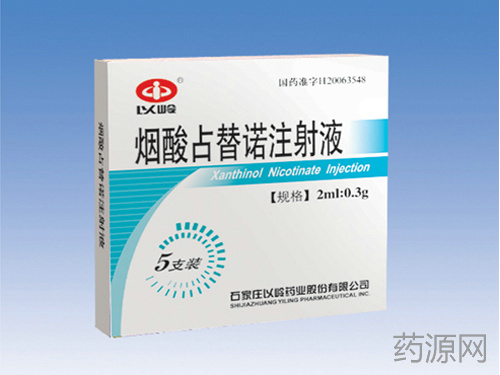 国药准字H20063548
®
以岭
烟酸占替诺注射液
Xanthinol Nicotinate Injection
【规格】2ml:0.3g
5支装
石家庄以岭药业股份有限公司
SHIJIAZHUANG YILING PHARMACEUTICAL INC.
烟酸占替诺注射液
药源网